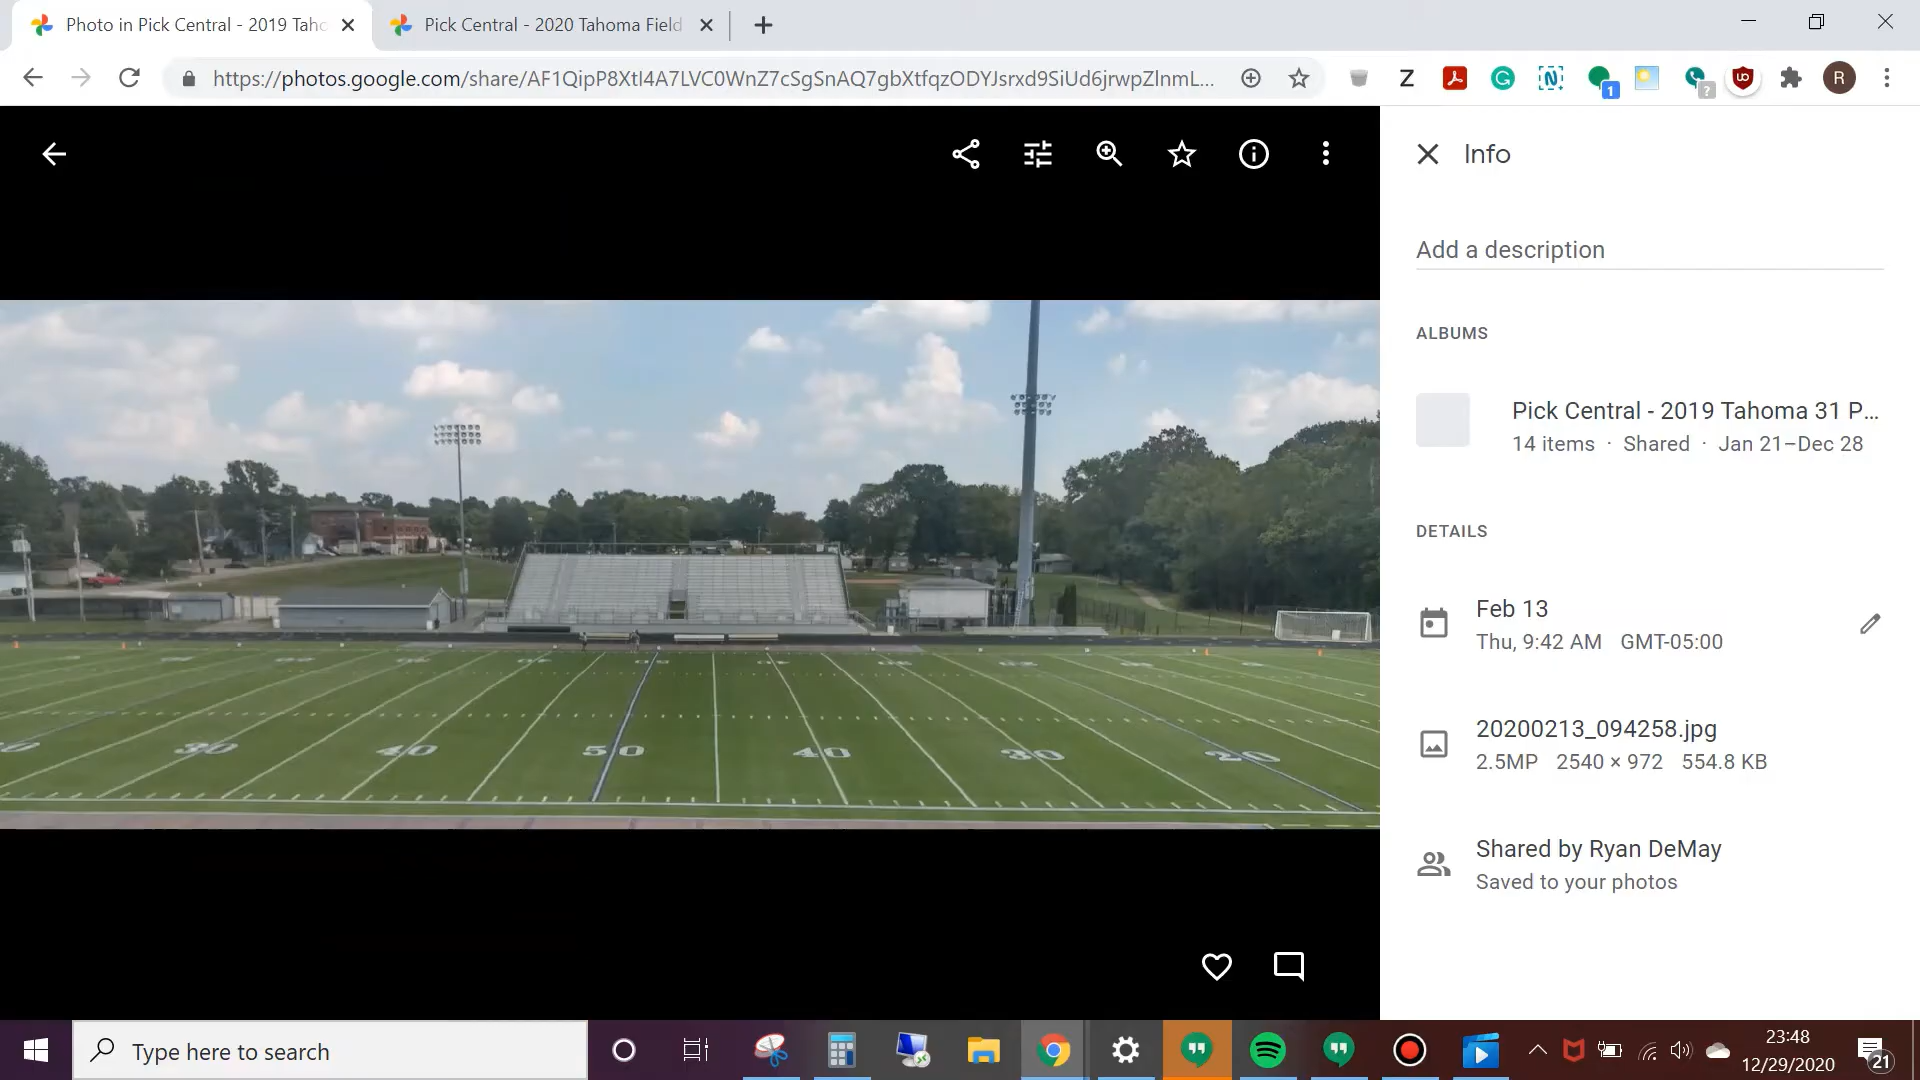 Photo in Pick Central - 2019 Taho
Pick Central - 2020 Tahoma Field
https://photos.google.com/share/AF1QipP8XtI4A7LVC0WnZ7cSgSnAQ7gbXtfqzODYJsrxd9SiUd6jrwpZlnmL...
Z
1
?
R
Info
Add a description
ALBUMS
Pick Central - 2019 Tahoma 31 P...
14 items · Shared · Jan 21–Dec 28
DETAILS
Feb 13
Thu, 9:42 AM GMT-05:00
20200213_094258.jpg
2.5MP 2540 × 972 554.8 KB
Shared by Ryan DeMay
Saved to your photos
30 40 50 40 30 20
Type here to search
23:48
12/29/2020
21